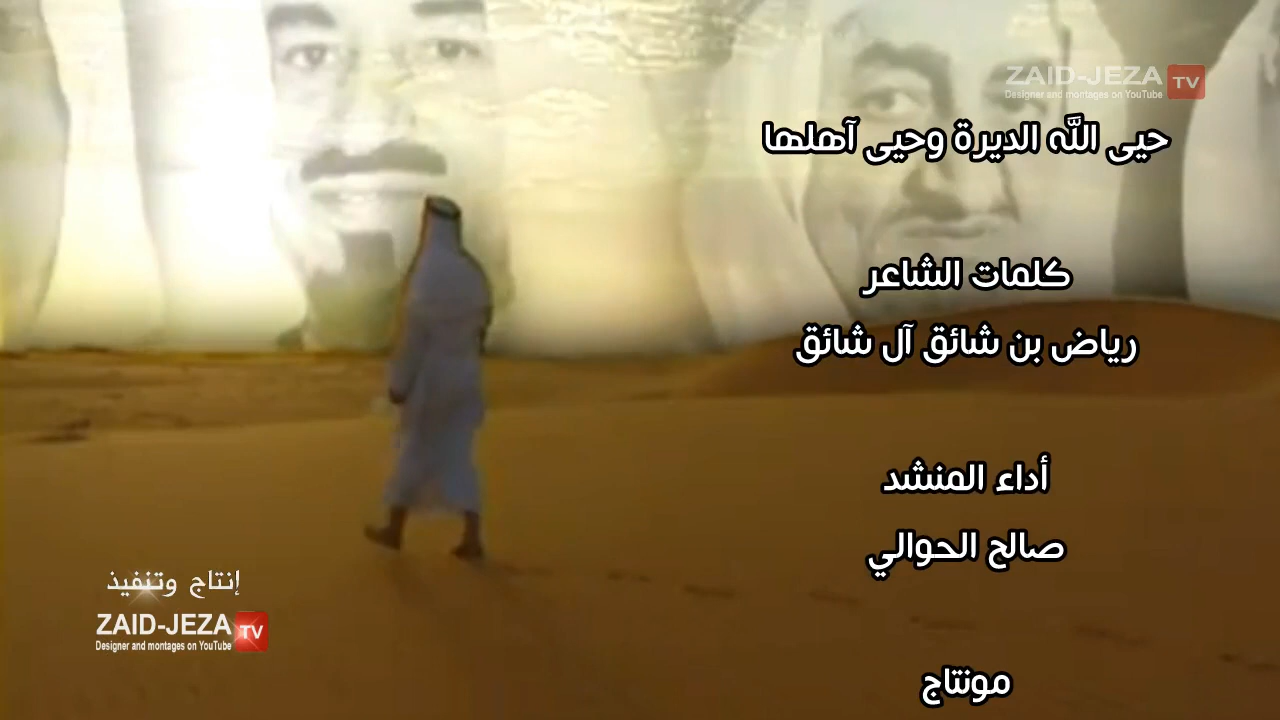 ZAID-JEZA TV
Designer and montages on YouTube
حيى الله الديرة وحيى آهلها
كلمات الشاعر
رياض بن شائق آل شائق
أداء المنشد
صالح الحوالي
إنتاج وتنفيذ
ZAID-JEZA TV
Designer and montages on YouTube
مونتاج